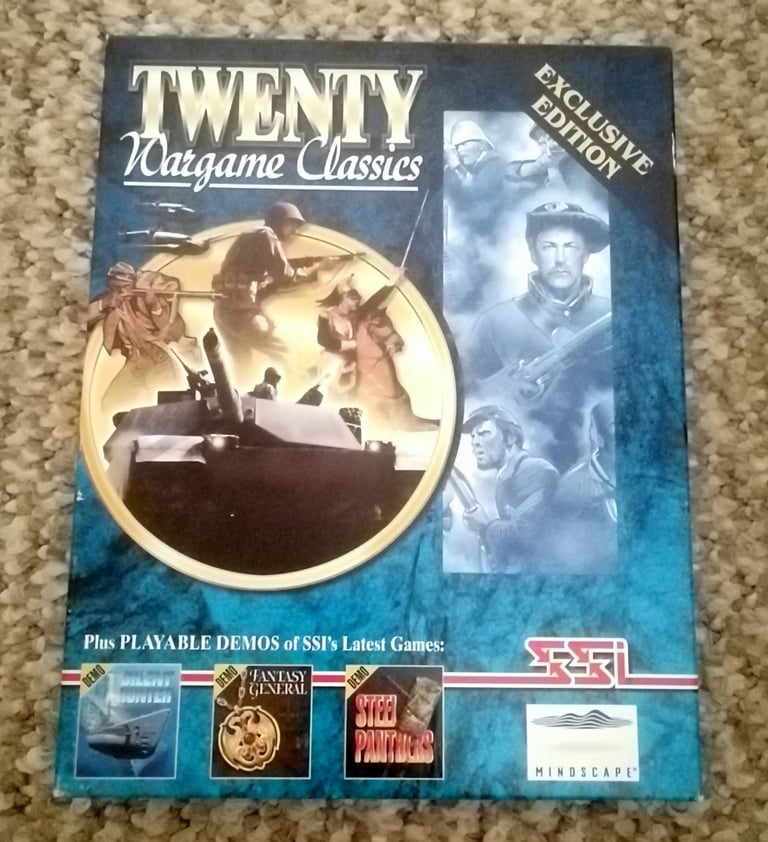 TWENTY
Wargame Classics
EXCLUSIVE
EDITION
Plus PLAYABLE DEMOS of SSI's Latest Games:
SSI
DEMO
SILENT
HUNTER
DEMO
FANTASY
GENERAL
DEMO
STEEL
PANTHERS
MINDSCAPE®